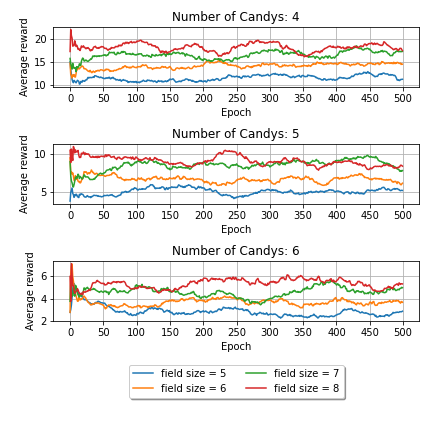 Number of Candys: 4
Average reward
20
15
10
0 50 100 150 200 250 300 350 400 450 500
Epoch
Number of Candys: 5
Average reward
10
5
0 50 100 150 200 250 300 350 400 450 500
Epoch
Number of Candys: 6
Average reward
6
4
2
0 50 100 150 200 250 300 350 400 450 500
Epoch
field size = 5 field size = 7
field size = 6 field size = 8